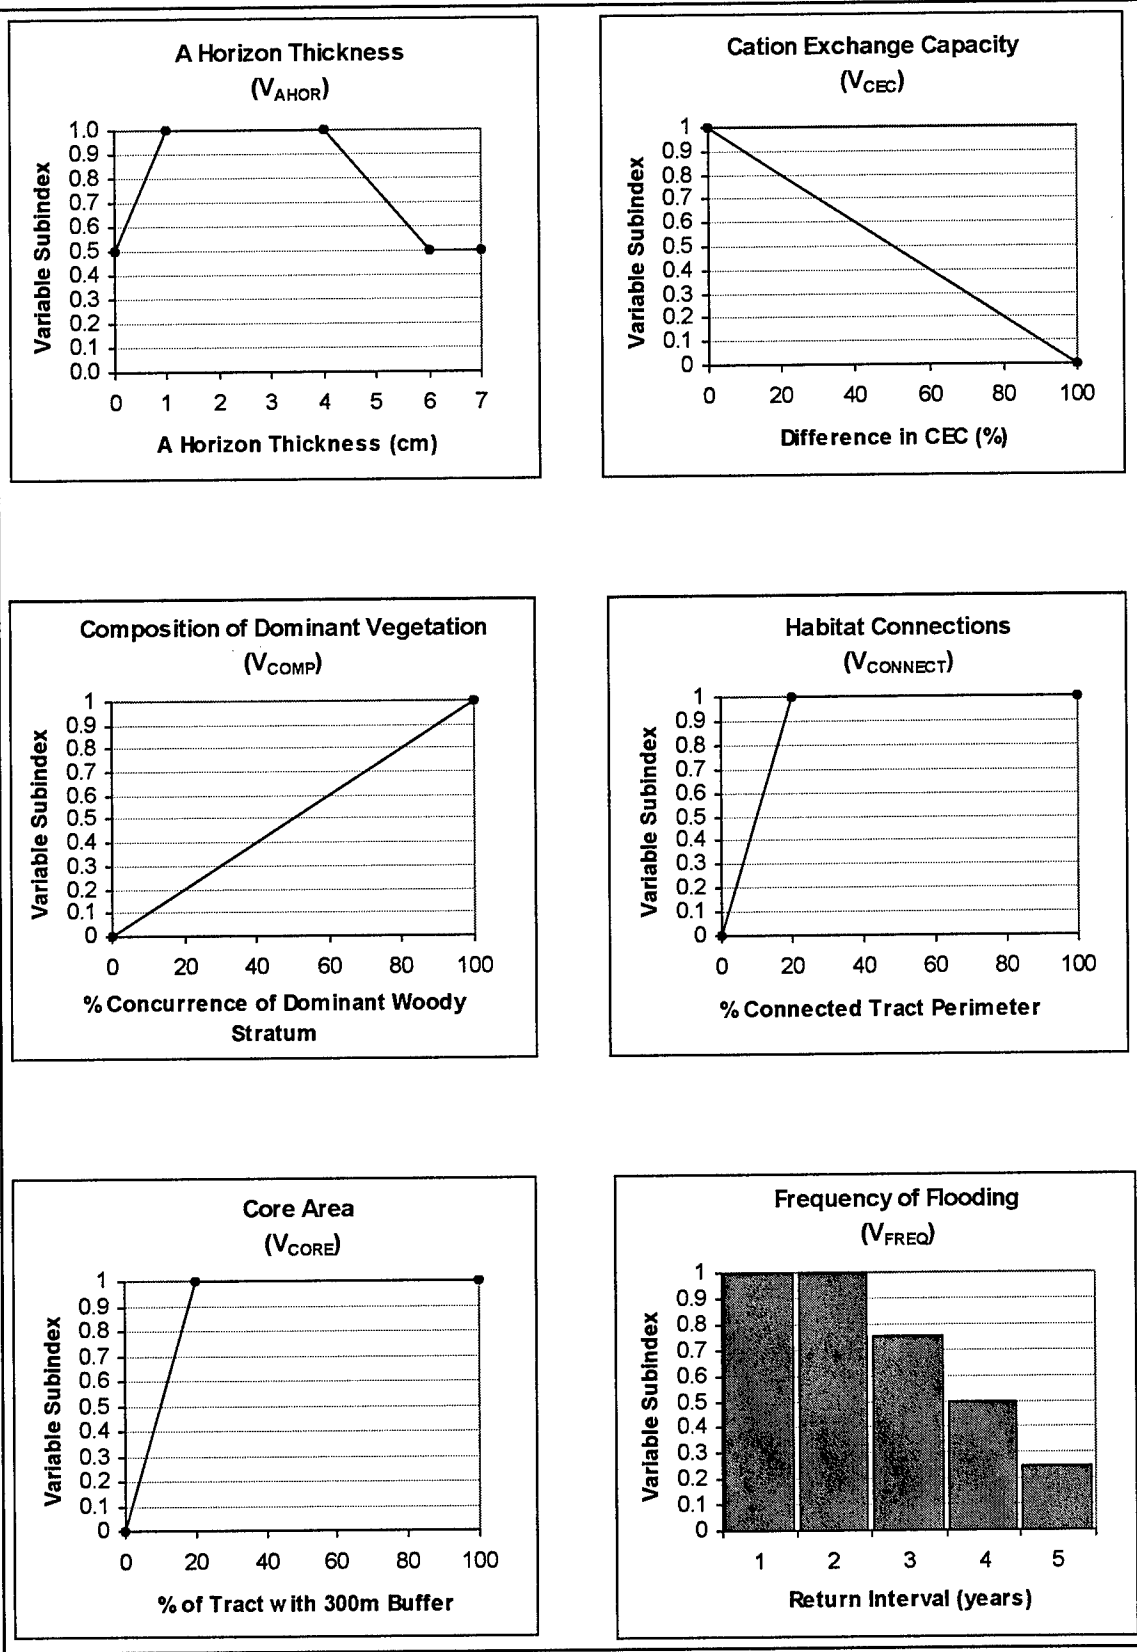 A Horizon Thickness
(VAHOR)
Variable Subindex
1.0
0.9
0.8
0.7
0.6
0.5
0.4
0.3
0.2
0.1
0.0
0 1 2 3 4 5 6 7
A Horizon Thickness (cm)
Cation Exchange Capacity
(VCEC)
Variable Subindex
1
0.9
0.8
0.7
0.6
0.5
0.4
0.3
0.2
0.1
0
0 20 40 60 80 100
Difference in CEC (%)
Composition of Dominant Vegetation
(VCOMP)
Variable Subindex
1
0.9
0.8
0.7
0.6
0.5
0.4
0.3
0.2
0.1
0
0 20 40 60 80 100
% Concurrence of Dominant Woody
Stratum
Habitat Connections
(VCONNECT)
Variable Subindex
1
0.9
0.8
0.7
0.6
0.5
0.4
0.3
0.2
0.1
0
0 20 40 60 80 100
% Connected Tract Perimeter
Core Area
(VCORE)
Variable Subindex
1
0.9
0.8
0.7
0.6
0.5
0.4
0.3
0.2
0.1
0
0 20 40 60 80 100
% of Tract with 300m Buffer
Frequency of Flooding
(VFREQ)
Variable Subindex
1
0.9
0.8
0.7
0.6
0.5
0.4
0.3
0.2
0.1
0
1 2 3 4 5
Return Interval (years)